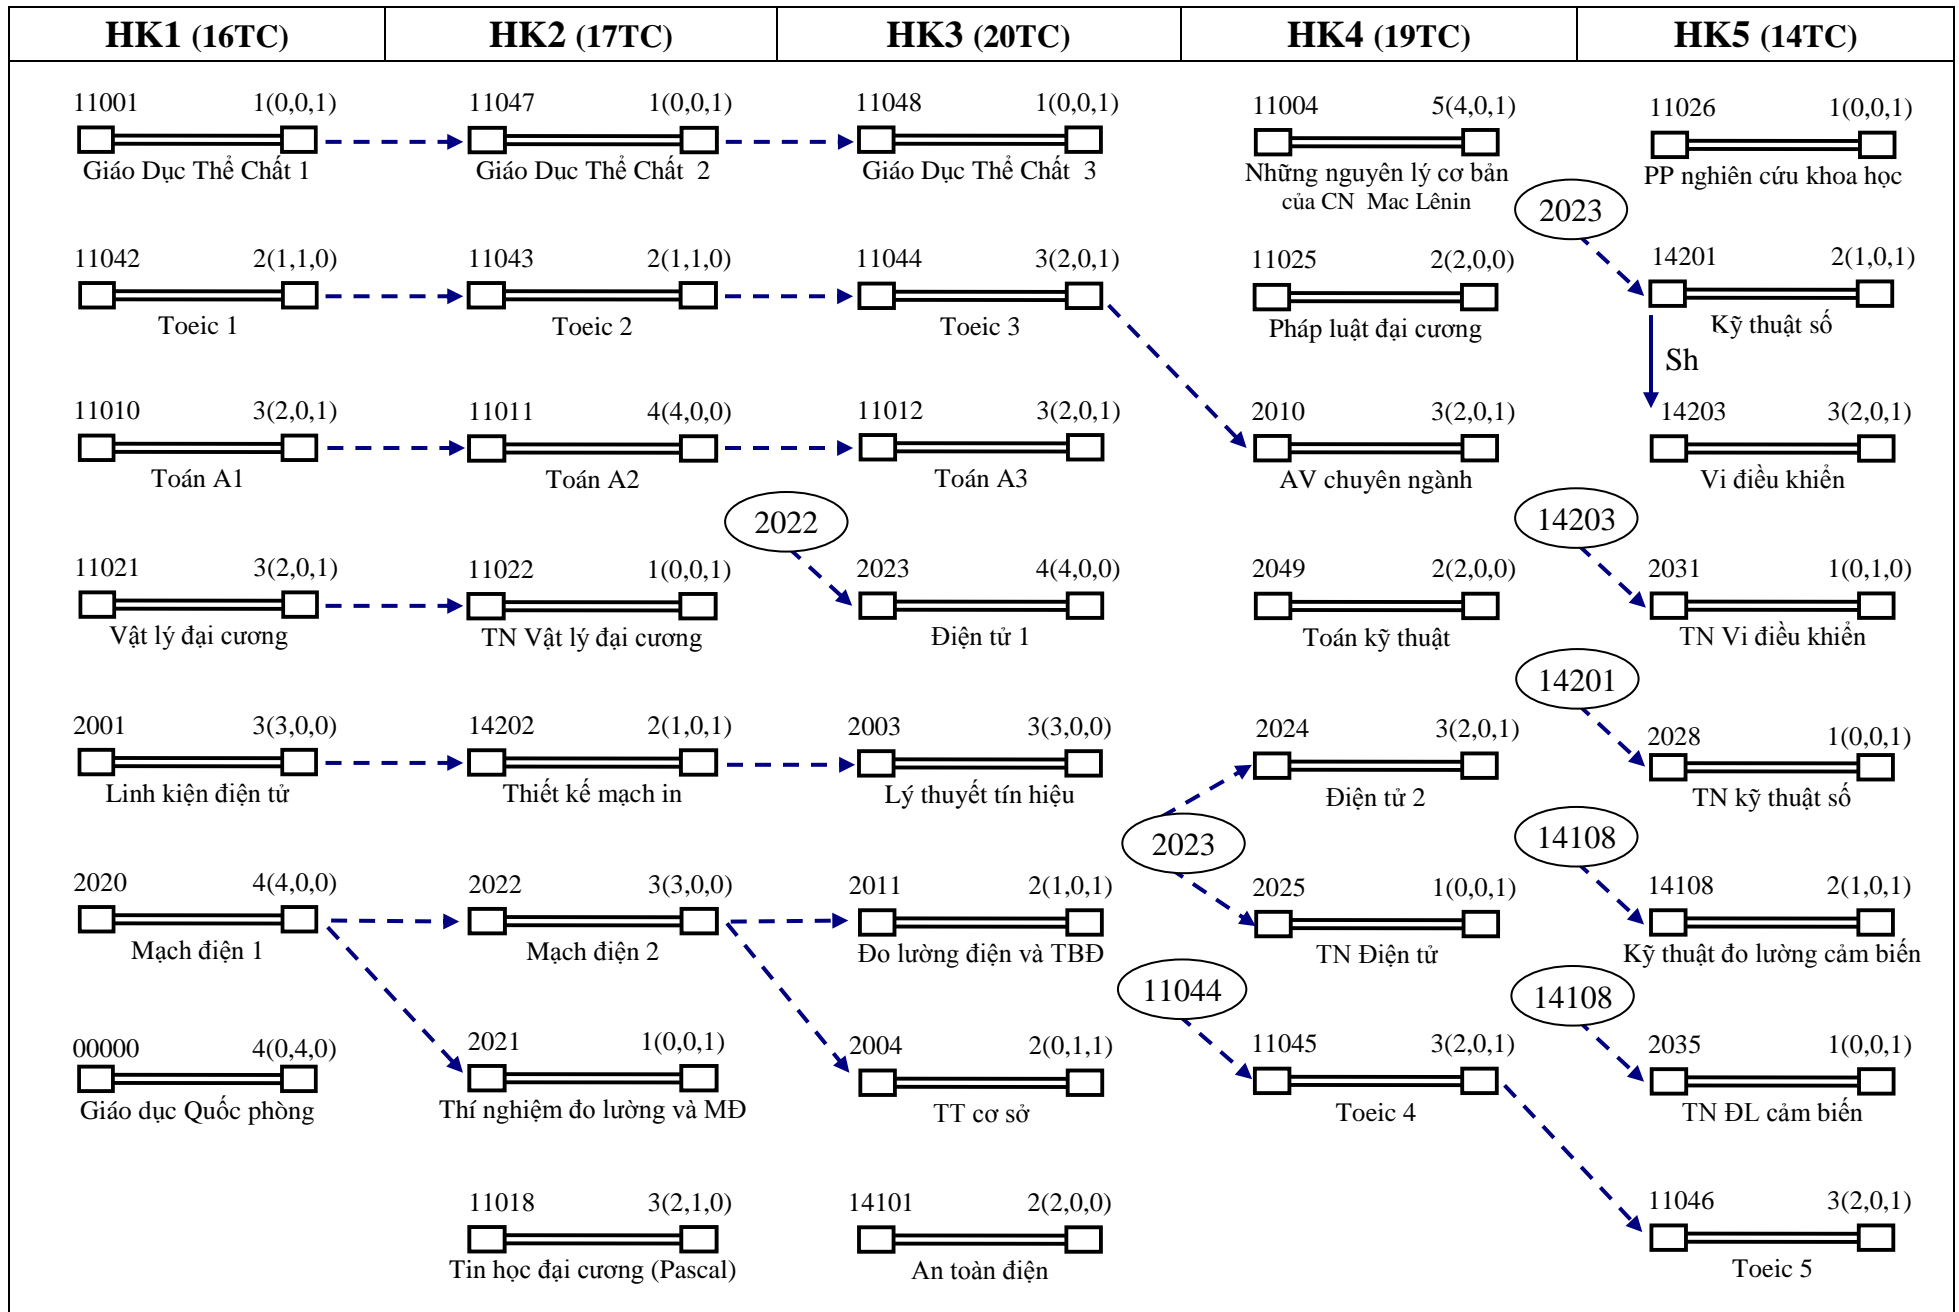 HK1 (16TC) HK2 (17TC) HK3 (20TC) HK4 (19TC) HK5 (14TC)
11001 1(0,0,1)
Giáo Dục Thể Chất 1
11047 1(0,0,1)
Giáo Dục Thể Chất 2
11048 1(0,0,1)
Giáo Dục Thể Chất 3
11004 5(4,0,1)
Những nguyên lý cơ bản
của CN Mac Lênin
11026 1(0,0,1)
PP nghiên cứu khoa học
2023
11042 2(1,1,0)
Toeic 1
11043 2(1,1,0)
Toeic 2
11044 3(2,0,1)
Toeic 3
11025 2(2,0,0)
Pháp luật đại cương
14201 2(1,0,1)
Kỹ thuật số
Sh
11010 3(2,0,1)
Toán A1
11011 4(4,0,0)
Toán A2
11012 3(2,0,1)
Toán A3
2010 3(2,0,1)
AV chuyên ngành
14203 3(2,0,1)
Vi điều khiển
2022
14203
11021 3(2,0,1)
Vật lý đại cương
11022 1(0,0,1)
TN Vật lý đại cương
2023 4(4,0,0)
Điện tử 1
2049 2(2,0,0)
Toán kỹ thuật
2031 1(0,1,0)
TN Vi điều khiển
14201
2001 3(3,0,0)
Linh kiện điện tử
14202 2(1,0,1)
Thiết kế mạch in
2003 3(3,0,0)
Lý thuyết tín hiệu
2024 3(2,0,1)
Điện tử 2
2028 1(0,0,1)
TN kỹ thuật số
2023
14108
2020 4(4,0,0)
Mạch điện 1
2022 3(3,0,0)
Mạch điện 2
2011 2(1,0,1)
Đo lường điện và TBĐ
2025 1(0,0,1)
TN Điện tử
14108 2(1,0,1)
Kỹ thuật đo lường cảm biến
11044
14108
00000 4(0,4,0)
Giáo dục Quốc phòng
2021 1(0,0,1)
Thí nghiệm đo lường và MĐ
2004 2(0,1,1)
TT cơ sở
11045 3(2,0,1)
Toeic 4
2035 1(0,0,1)
TN ĐL cảm biến
11018 3(2,1,0)
Tin học đại cương (Pascal)
14101 2(2,0,0)
An toàn điện
11046 3(2,0,1)
Toeic 5